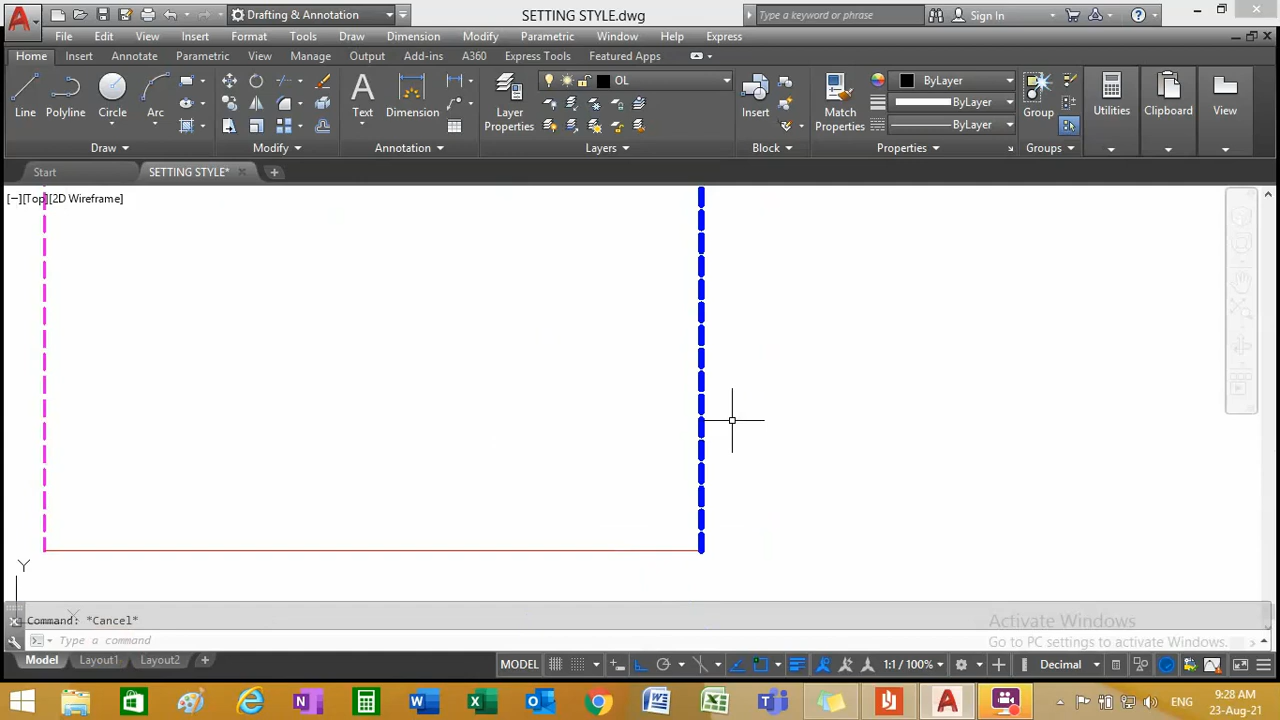 SETTING STYLE.dwg
Drafting & Annotation
Type a keyword or phrase
Sign In
File Edit View Insert Format Tools Draw Dimension Modify Parametric Window Help Express
Home Insert Annotate Parametric View Manage Output Add-ins A360 Express Tools Featured Apps
Line Polyline Circle Arc
Draw
Modify
Text Dimension
Annotation
Layer Properties
OL
Layers
Insert
Block
Match Properties
ByLayer
ByLayer
ByLayer
Properties
Group
Groups
Utilities
Clipboard
View
Start SETTING STYLE*
[−][Top][2D Wireframe]
Y
X
Command: *Cancel*
Type a command
Activate Windows
Go to PC settings to activate Windows.
Model Layout1 Layout2 +
MODEL 1:1 / 100% Decimal
ENG
9:28 AM
23-Aug-21